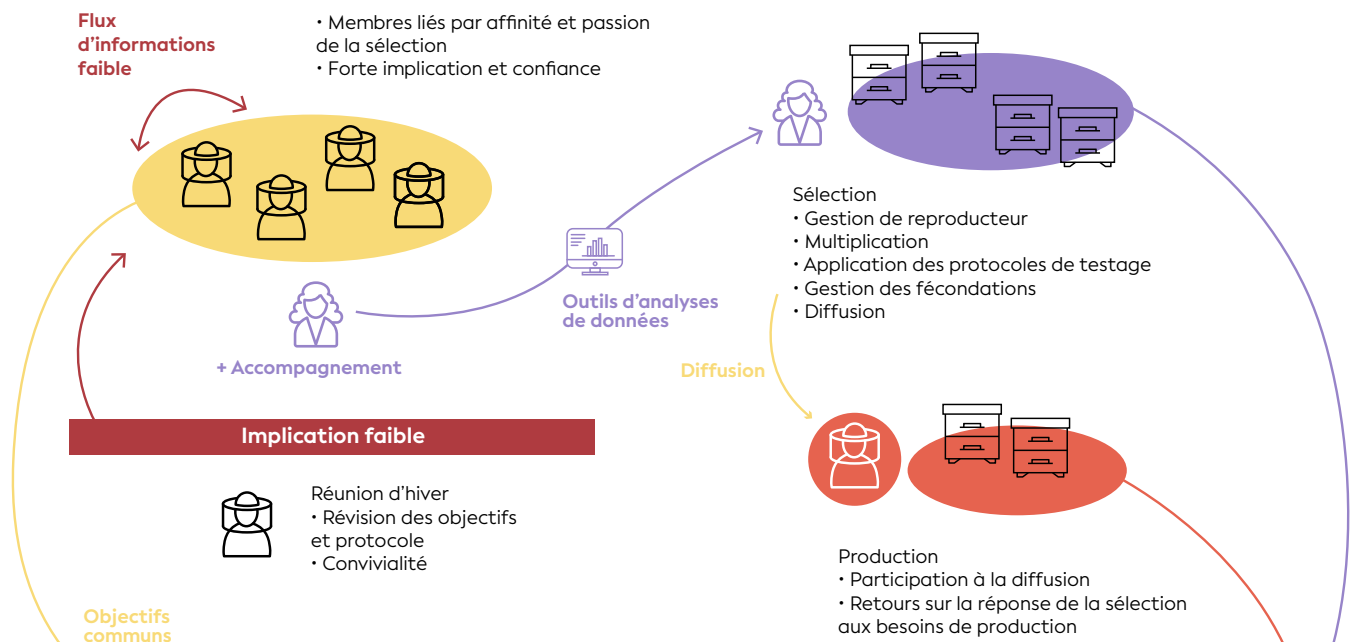 Flux
d'informations
faible
• Membres liés par affinité et passion
de la sélection
• Forte implication et confiance
Sélection
• Gestion de reproducteur
• Multiplication
• Application des protocoles de testage
• Gestion des fécondations
• Diffusion
Outils d'analyses
de données
+ Accompagnement
Diffusion
Implication faible
Réunion d'hiver
• Révision des objectifs
et protocole
• Convivialité
Production
• Participation à la diffusion
• Retours sur la réponse de la sélection
aux besoins de production
Objectifs
communs